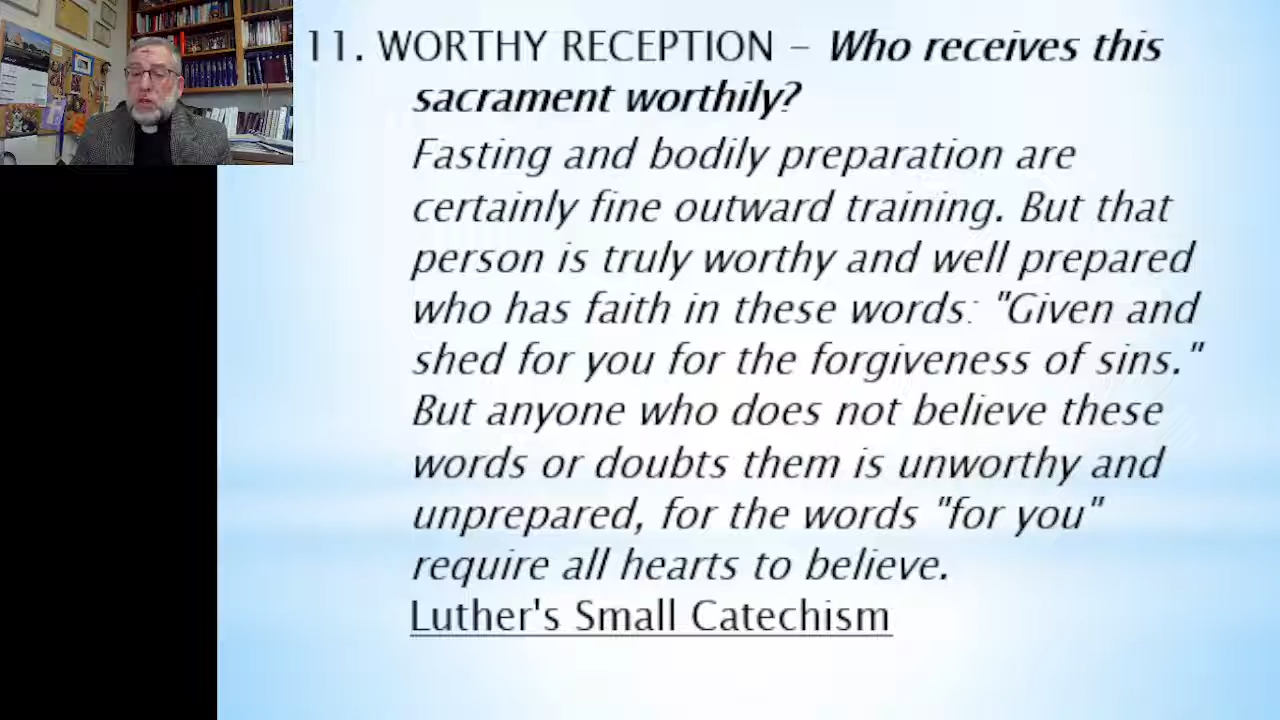 11. WORTHY RECEPTION – Who receives this
sacrament worthily?
Fasting and bodily preparation are
certainly fine outward training. But that
person is truly worthy and well prepared
who has faith in these words: "Given and
shed for you for the forgiveness of sins."
But anyone who does not believe these
words or doubts them is unworthy and
unprepared, for the words "for you"
require all hearts to believe.
Luther's Small Catechism